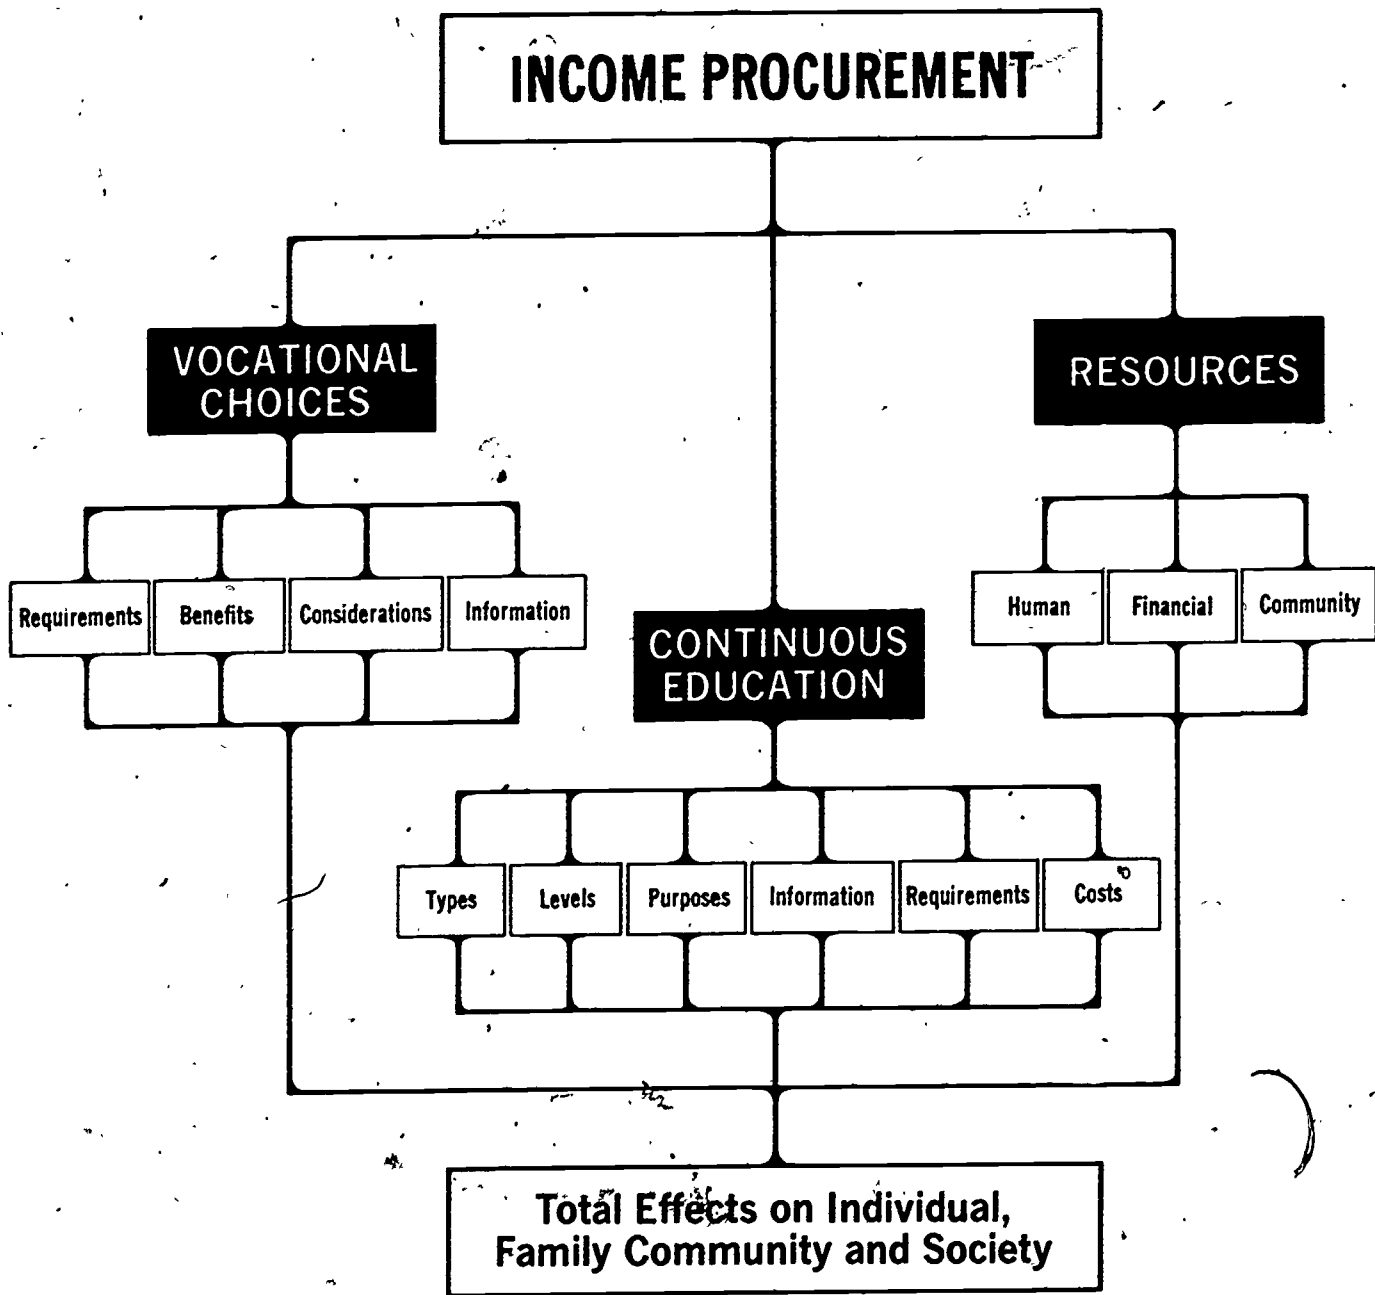 INCOME PROCUREMENT
VOCATIONAL
CHOICES
RESOURCES
Requirements
Benefits
Considerations
Information
Human
Financial
Community
CONTINUOUS
EDUCATION
Types
Levels
Purposes
Information
Requirements
Costs
Total Effects on Individual,
Family Community and Society